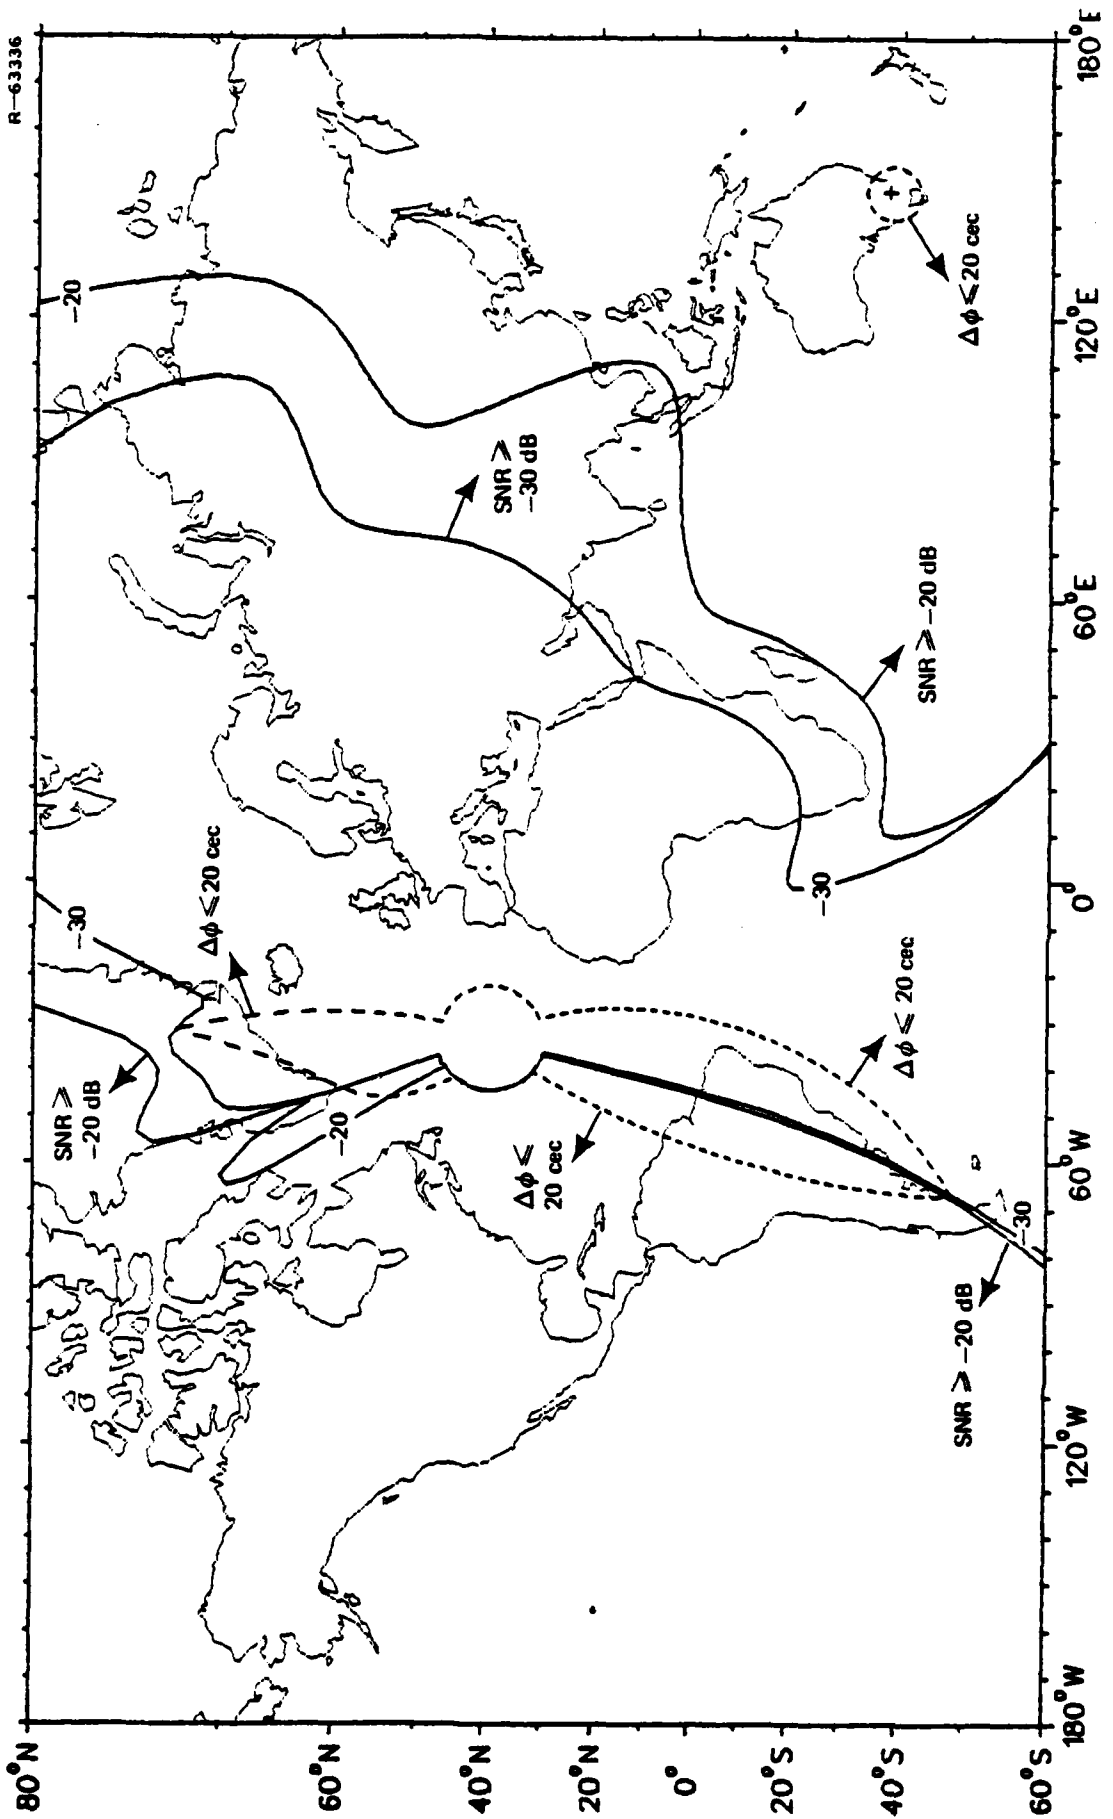 R-63336
80°N
60°N
40°N
20°N
0°
20°S
40°S
60°S
180°W
120°W
60°W
0°
60°E
120°E
180°E
SNR ≥
-20 dB
-30
Δϕ ≤ 20 cec
-20
Δϕ ≤
20 cec
Δϕ ≤ 20 cec
-30
SNR ≥ -20 dB
-20
SNR ≥
-30 dB
-30
SNR ≥ -20 dB
Δϕ ≤ 20 cec